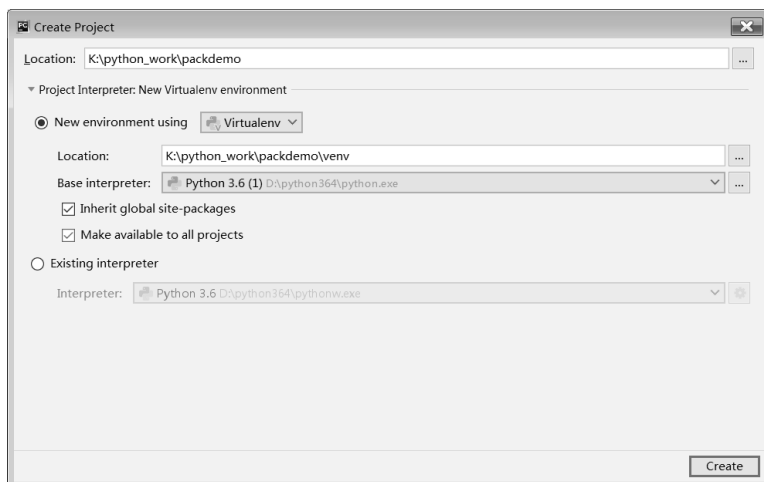 PC Create Project
Location: K:\python_work\packdemo ...
Project Interpreter: New Virtualenv environment
New environment using Virtualenv
Location: K:\python_work\packdemo\venv ...
Base interpreter: Python 3.6 (1) D:\python364\python.exe ...
Inherit global site-packages
Make available to all projects
Existing interpreter
Interpreter: Python 3.6 D:\python364\pythonw.exe
Create